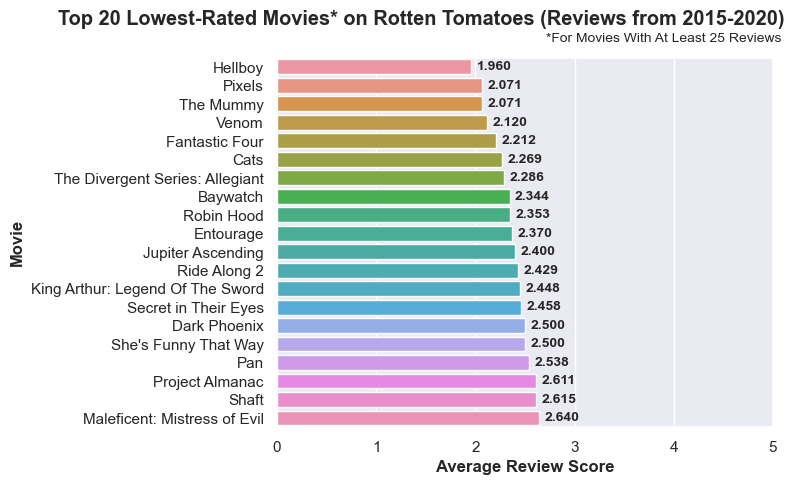 Top 20 Lowest-Rated Movies* on Rotten Tomatoes (Reviews from 2015-2020)
*For Movies With At Least 25 Reviews
Movie
Hellboy 1.960
Pixels 2.071
The Mummy 2.071
Venom 2.120
Fantastic Four 2.212
Cats 2.269
The Divergent Series: Allegiant 2.286
Baywatch 2.344
Robin Hood 2.353
Entourage 2.370
Jupiter Ascending 2.400
Ride Along 2 2.429
King Arthur: Legend Of The Sword 2.448
Secret in Their Eyes 2.458
Dark Phoenix 2.500
She's Funny That Way 2.500
Pan 2.538
Project Almanac 2.611
Shaft 2.615
Maleficent: Mistress of Evil 2.640
0 1 2 3 4 5
Average Review Score